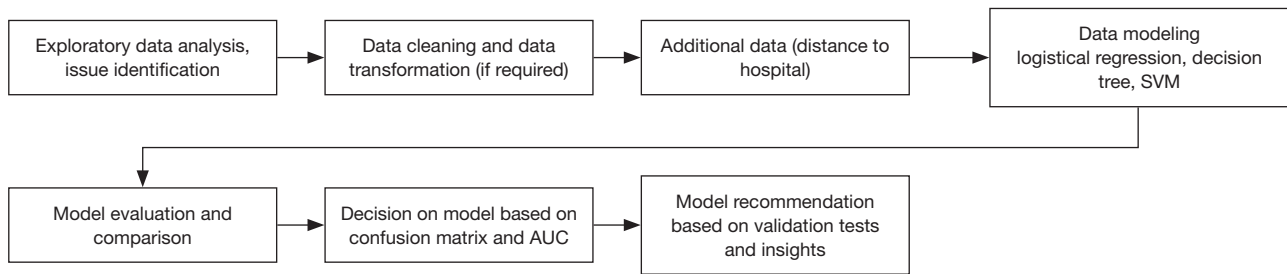 Exploratory data analysis,
issue identification
Data cleaning and data
transformation (if required)
Additional data (distance to
hospital)
Data modeling
logistical regression, decision
tree, SVM
Model evaluation and
comparison
Decision on model based on
confusion matrix and AUC
Model recommendation
based on validation tests
and insights